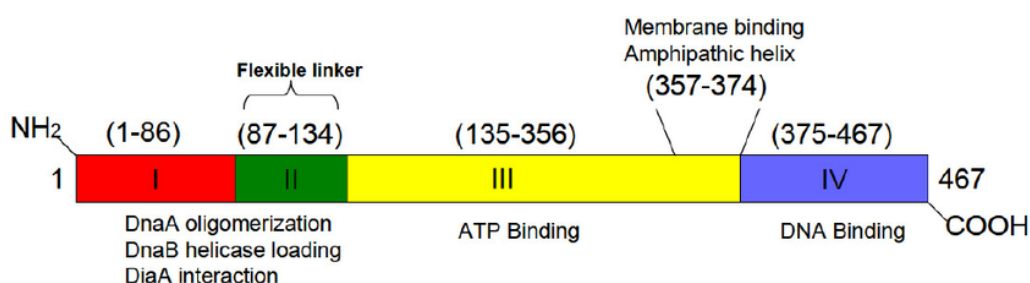 Membrane binding
Amphipathic helix
(357-374)
Flexible linker
NH2
(1-86)
(87-134)
(135-356)
(375-467)
1
I
II
III
IV
467
COOH
DnaA oligomerization
DnaB helicase loading
DiaA interaction
ATP Binding
DNA Binding